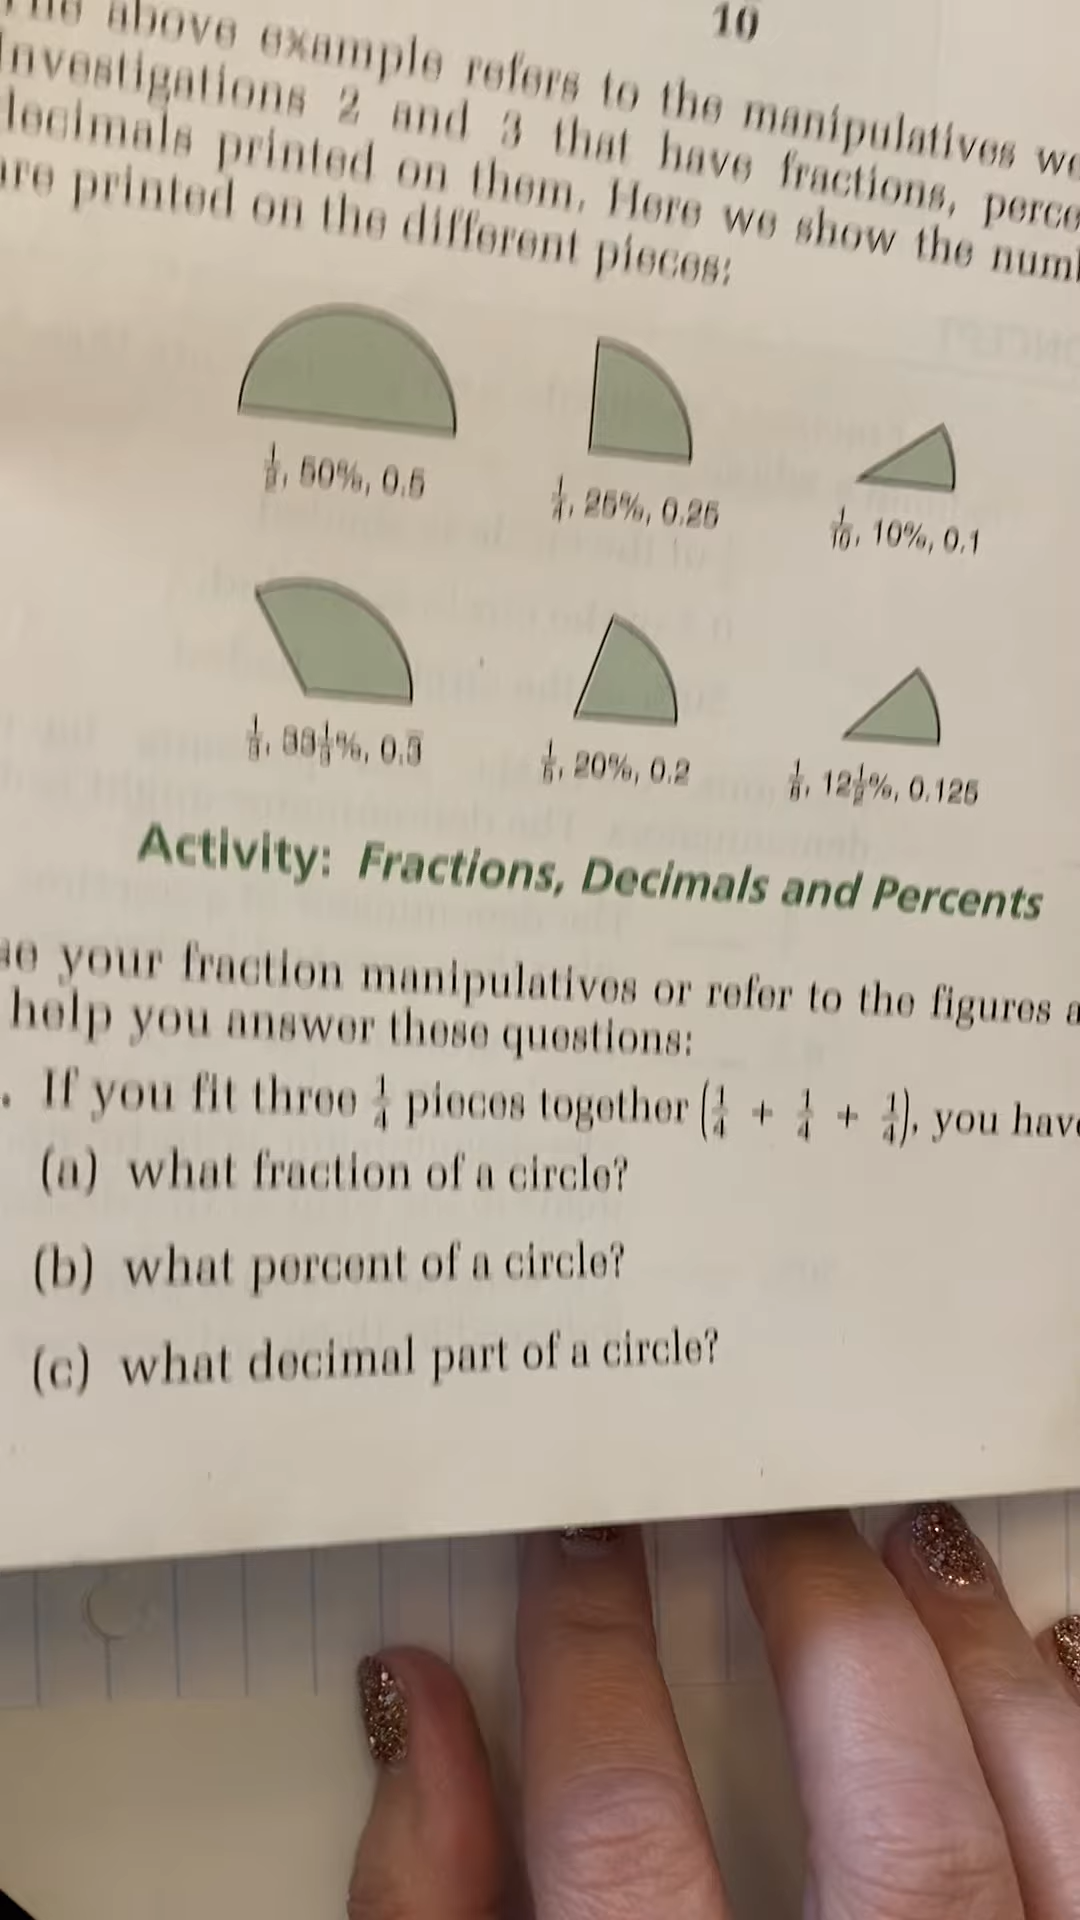 10
above example refers to the manipulatives
Investigations 2 and 3 that have fractions,
decimals printed on them. Here we show the
are printed on the different pieces:
1/2, 50%, 0.5
1/4, 25%, 0.25
1/10, 10%, 0.1
1/3, 33 1/3%, 0.3̅
1/5, 20%, 0.2
1/8, 12 1/2%, 0.125
Activity: Fractions, Decimals and Percents
your fraction manipulatives or refer to the figures
help you answer these questions:
. If you fit three 1/4 pieces together (1/4 + 1/4 + 1/4), you have
(a) what fraction of a circle?
(b) what percent of a circle?
(c) what decimal part of a circle?